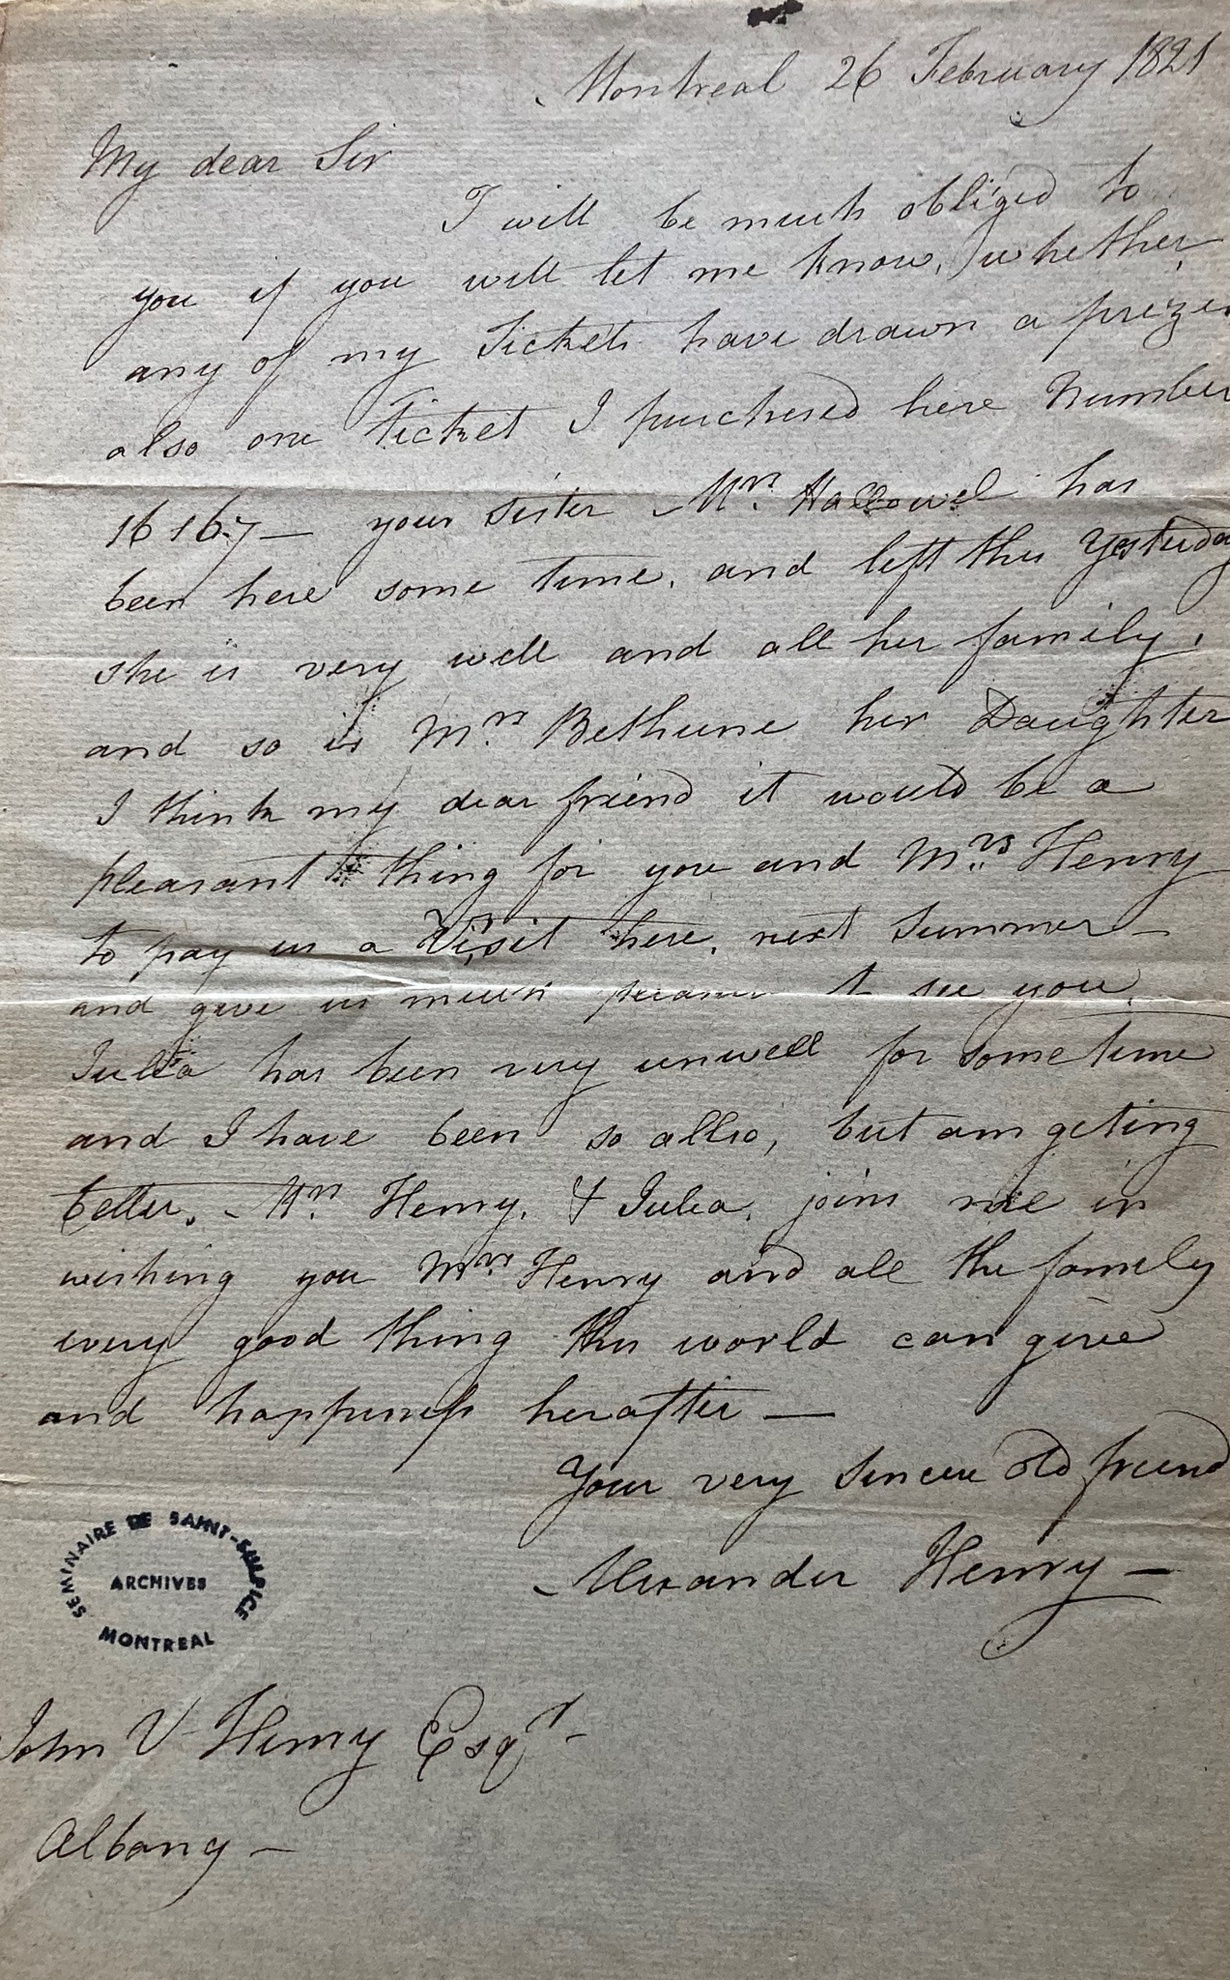 Montreal 26 February 1821
My dear Sir
I will be much obliged to
you if you will let me know, whether
any of my Tickets have drawn a prize,
also one Ticket I purchesed here Number
16167— your sister Mrs. Hallowel has
been here some time, and left this Yesterda
she is very well and all her family,
and so is Mrs. Bethune her Daughter
I think my dear friend it would be a
pleasant thing for you and Mrs. Henry
to pay us a Visit here, next Summer—
and give us much pleasure to see you,
Julia has been very unwell for some time
and I have been so allso, but am geting
better. Mrs. Henry, & Julia, joins me in
wishing you Mrs. Henry and all the family
every good thing this world can give
and happiness herafter —
Your very sincere old friend
Alexander Henry —
SEMINAIRE DE SAINT-SULPICE
ARCHIVES
MONTREAL
John V Henry Esqr -
Albany —